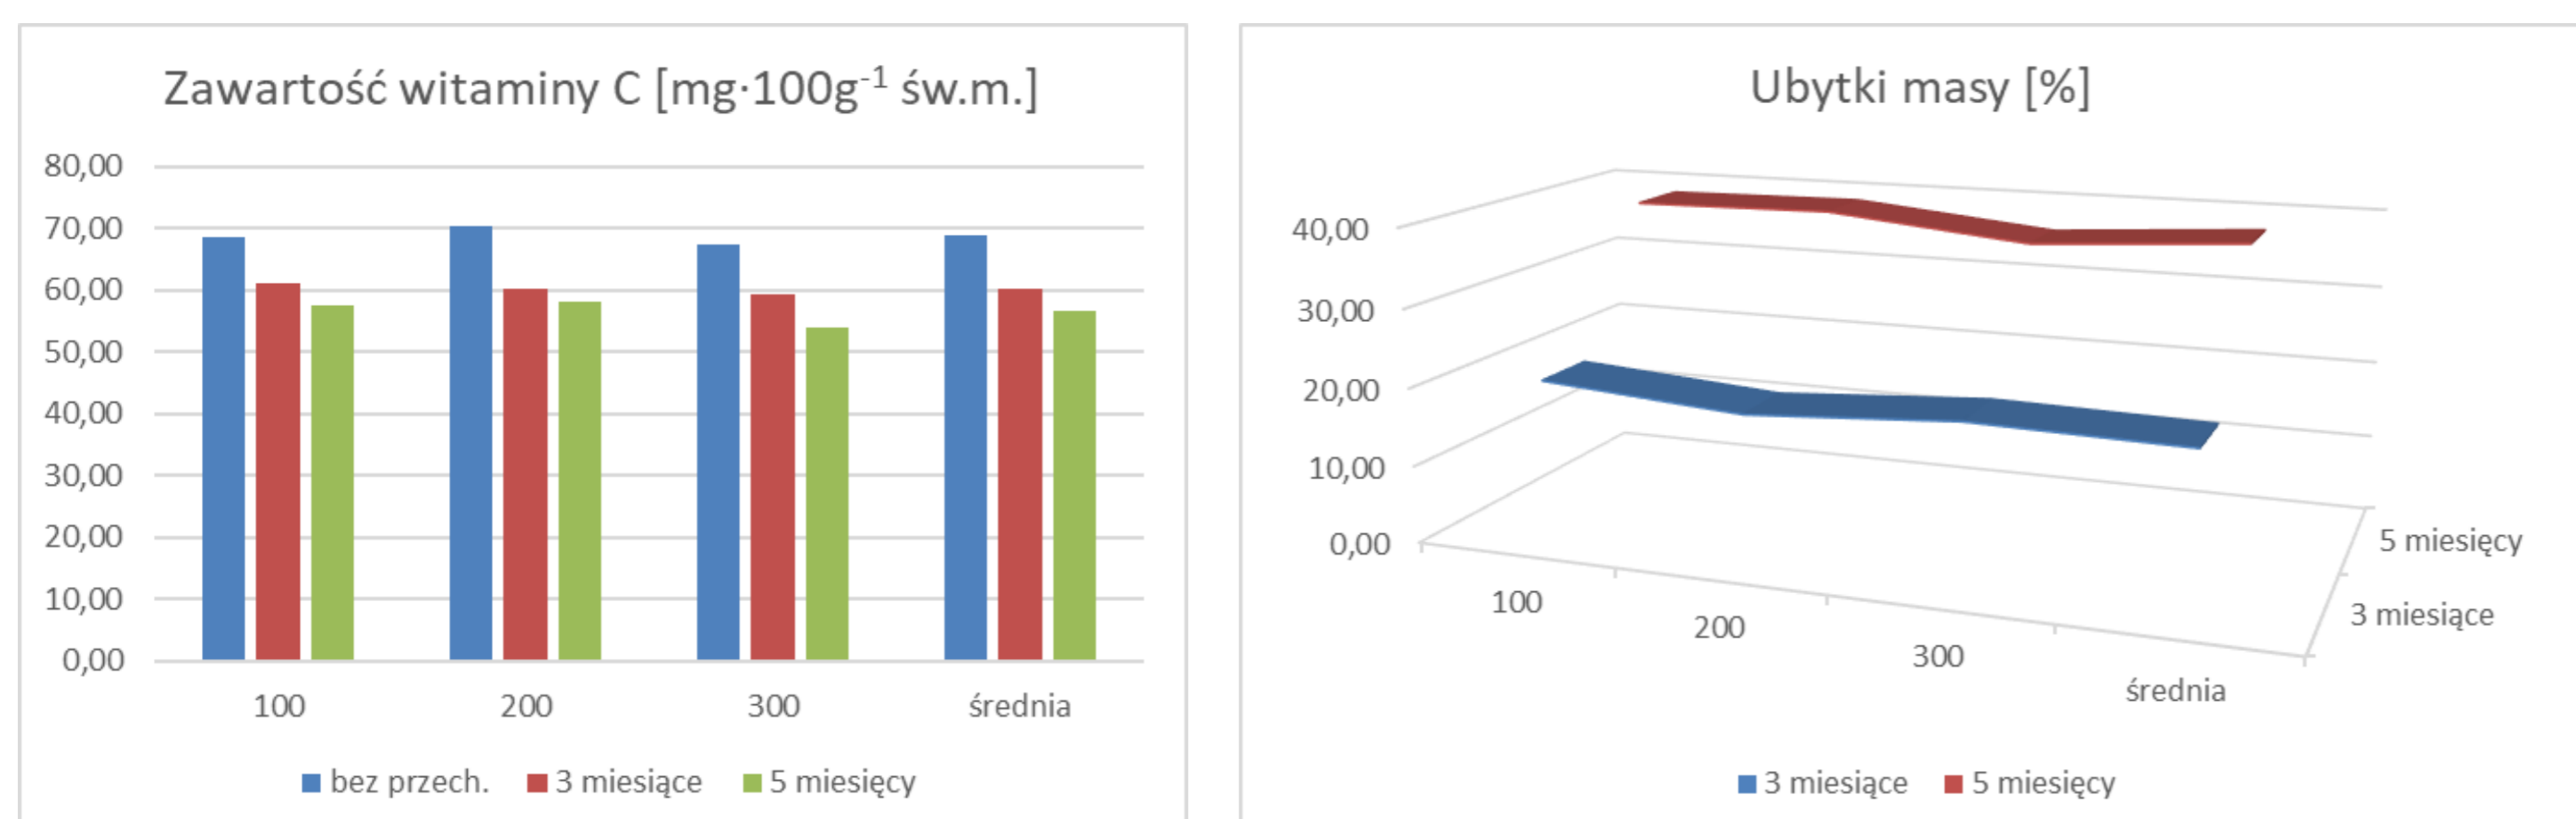 Zawartość witaminy C [mg·100g⁻¹ św.m.]
80,00
70,00
60,00
50,00
40,00
30,00
20,00
10,00
0,00
100 200 300 średnia
bez przech. 3 miesiące 5 miesięcy
Ubytki masy [%]
40,00
30,00
20,00
10,00
0,00
100
200
300
średnia
5 miesięcy
3 miesiące
3 miesiące 5 miesięcy